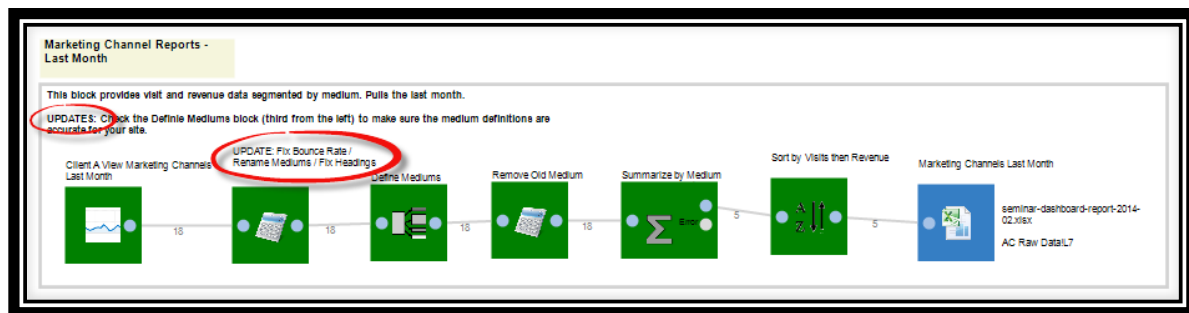 Marketing Channel Reports -
Last Month
This block provides visit and revenue data segmented by medium. Pulls the last month.
UPDATES: Check the Definie Mediums block (third from the left) to make sure the medium definitions are
accurate for your site.
Client A View Marketing Channels
Last Month
UPDATE: Fix Bounce Rate /
Rename Mediums / Fix Headings
Define Mediums
Remove Old Medium
Summarize by Medium
Sort by Visits then Revenue
Marketing Channels Last Month
18
18
18
18
Error
5
A
Z
5
seminar-dashboard-report-2014-
02.xlsx
AC Raw Data!L7